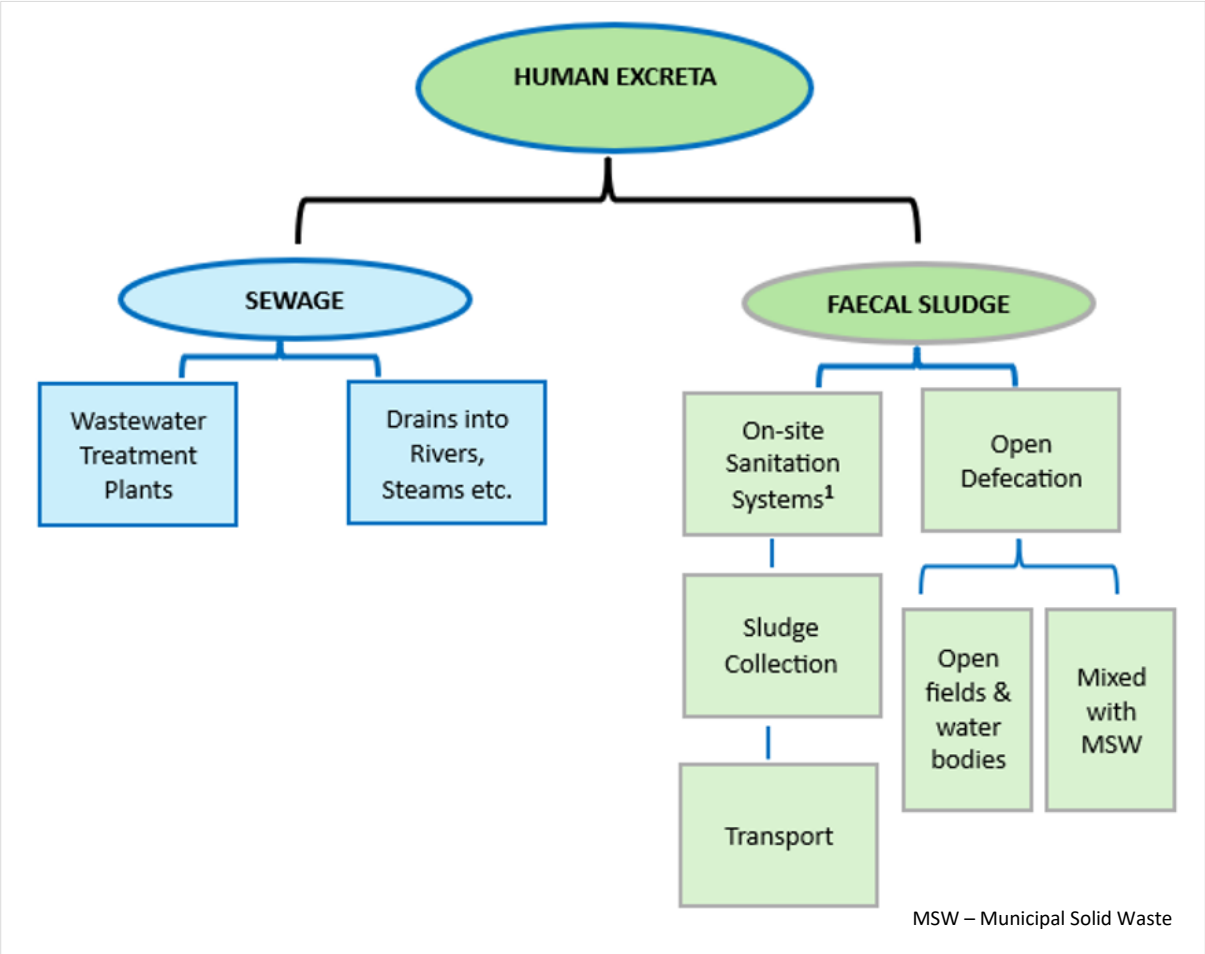 HUMAN EXCRETA
SEWAGE
FAECAL SLUDGE
Wastewater
Treatment
Plants
Drains into
Rivers,
Steams etc.
On-site
Sanitation
Systems¹
Open
Defecation
Sludge
Collection
Open
fields &
water
bodies
Mixed
with
MSW
Transport
MSW – Municipal Solid Waste